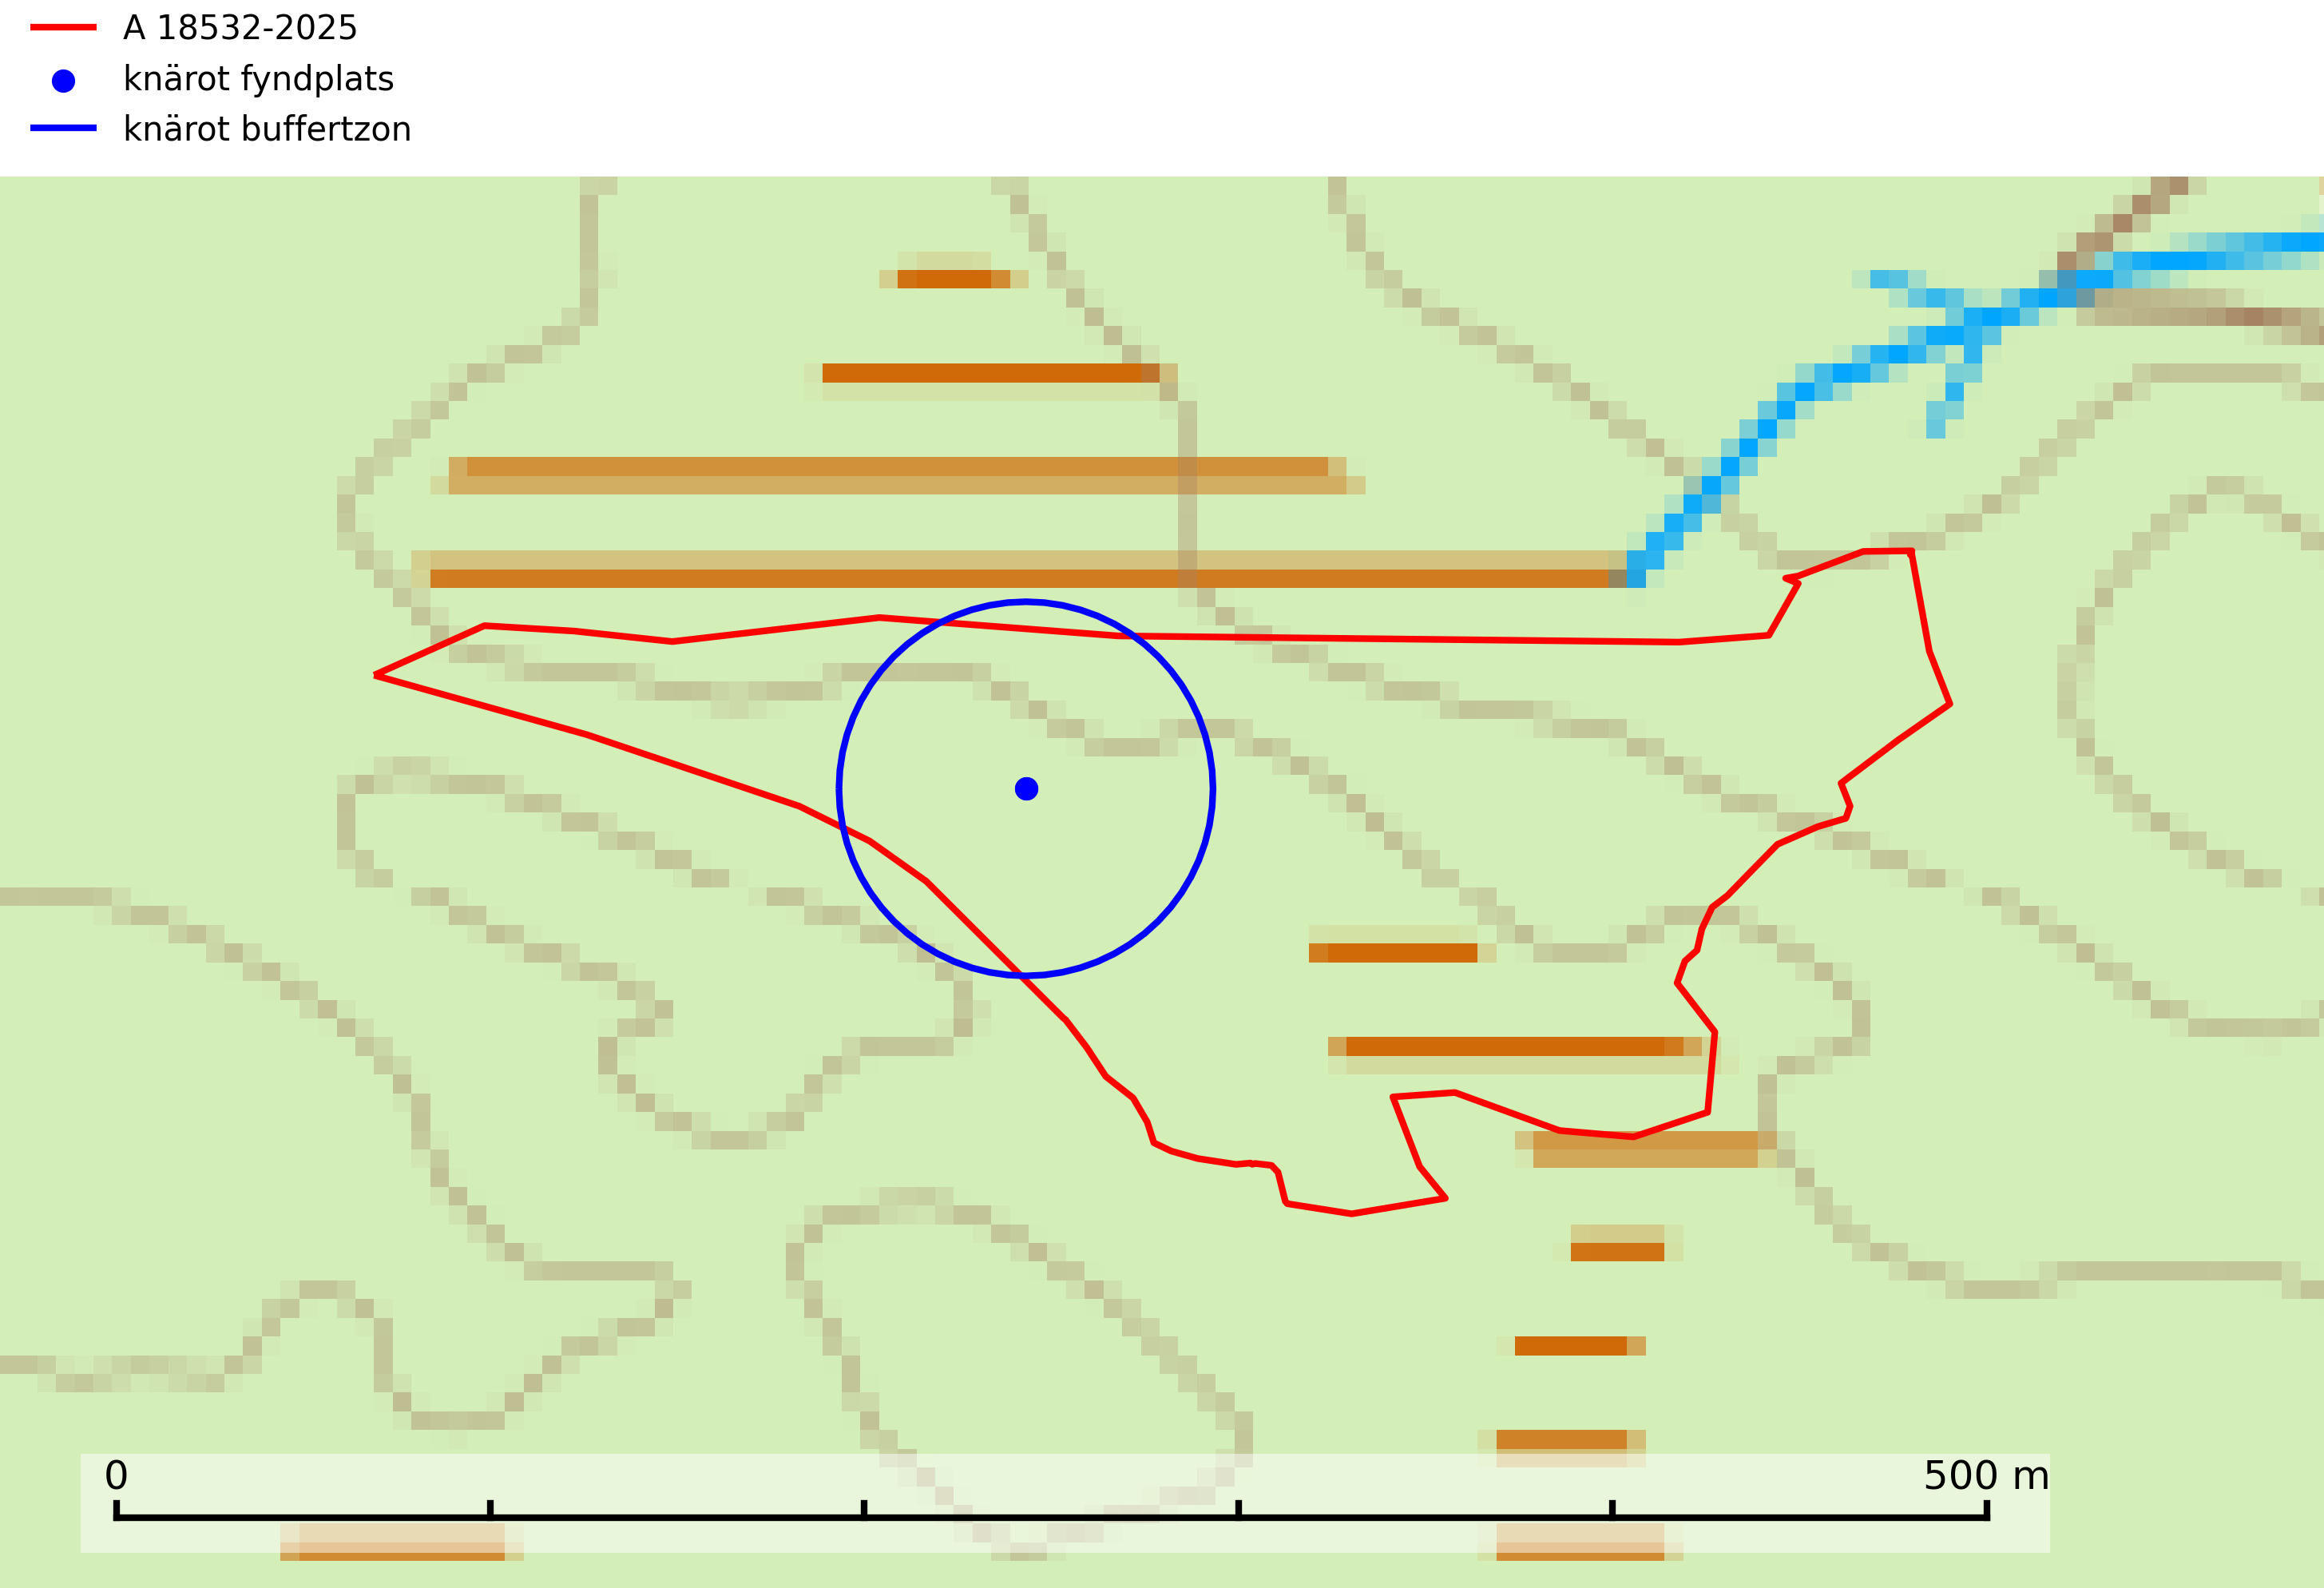 A 18532-2025
knärot fyndplats
knärot buffertzon
0 500 m